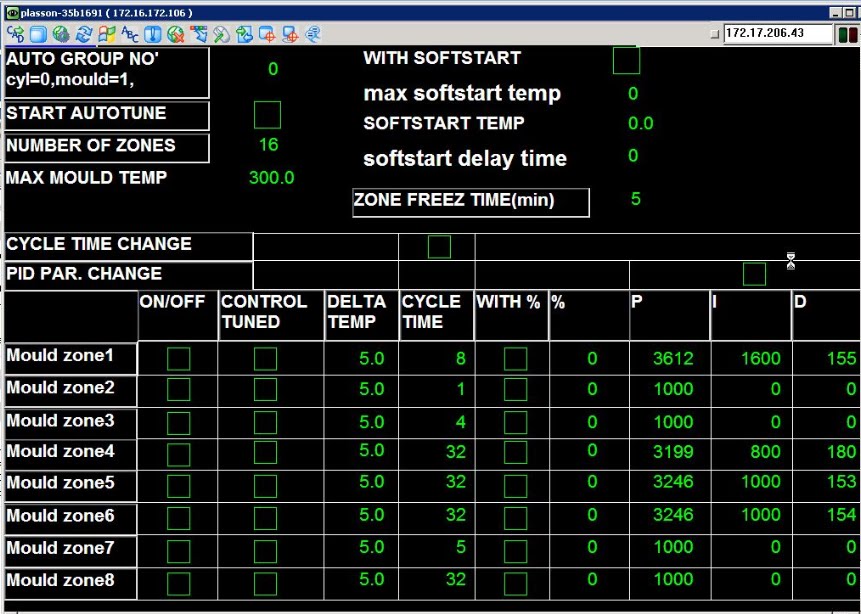 plasson-35b1691 ( 172.16.172.106 )
172.17.206.43
AUTO GROUP NO'
cyl=0,mould=1,
0
WITH SOFTSTART
max softstart temp 0
START AUTOTUNE
SOFTSTART TEMP 0.0
NUMBER OF ZONES 16
softstart delay time 0
MAX MOULD TEMP 300.0
ZONE FREEZ TIME(min) 5
CYCLE TIME CHANGE
PID PAR. CHANGE
ON/OFF CONTROL TUNED DELTA TEMP CYCLE TIME WITH % % P I D
Mould zone1 5.0 8 0 3612 1600 155
Mould zone2 5.0 1 0 1000 0 0
Mould zone3 5.0 4 0 1000 0 0
Mould zone4 5.0 32 0 3199 800 180
Mould zone5 5.0 32 0 3246 1000 153
Mould zone6 5.0 32 0 3246 1000 154
Mould zone7 5.0 5 0 1000 0 0
Mould zone8 5.0 32 0 1000 0 0